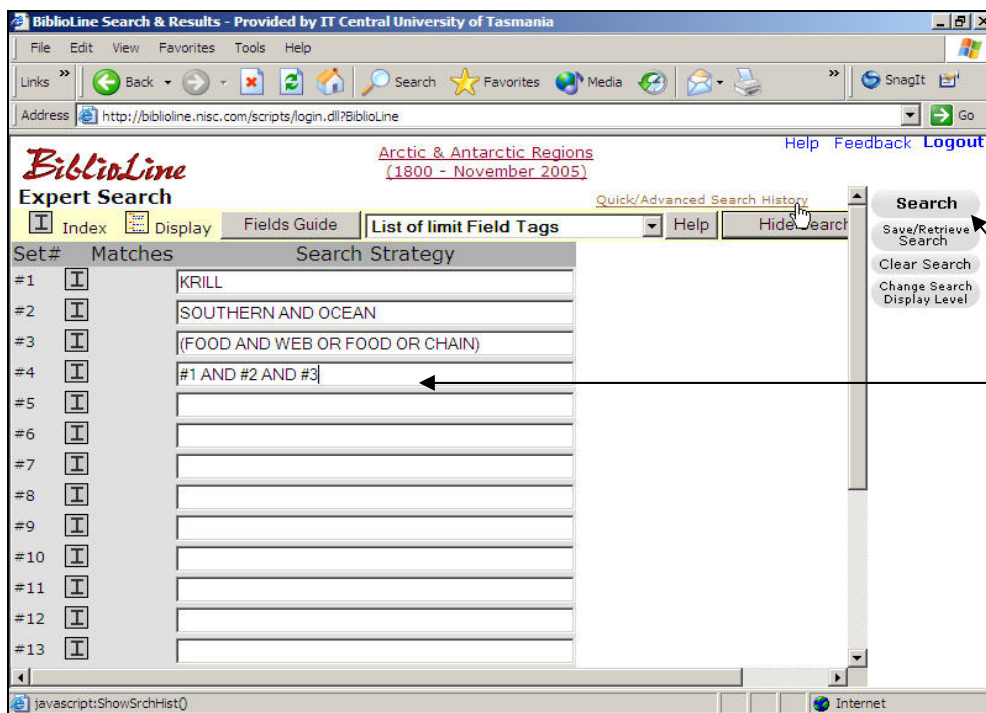 BiblioLine Search & Results - Provided by IT Central University of Tasmania
File Edit View Favorites Tools Help
Links » Back Search Favorites Media » SnagIt
Address http://biblioline.nisc.com/scripts/login.dll?BiblioLine Go
Help Feedback Logout
BiblioLine
Arctic & Antarctic Regions
(1800 - November 2005)
Expert Search
Quick/Advanced Search History
Index Display Fields Guide List of limit Field Tags Help Hide Search
Search
Save/Retrieve
Search
Clear Search
Change Search
Display Level
Set# Matches Search Strategy
#1 I KRILL
#2 I SOUTHERN AND OCEAN
#3 I (FOOD AND WEB OR FOOD OR CHAIN)
#4 I #1 AND #2 AND #3
#5 I
#6 I
#7 I
#8 I
#9 I
#10 I
#11 I
#12 I
#13 I
javascript:ShowSrchHist() Internet